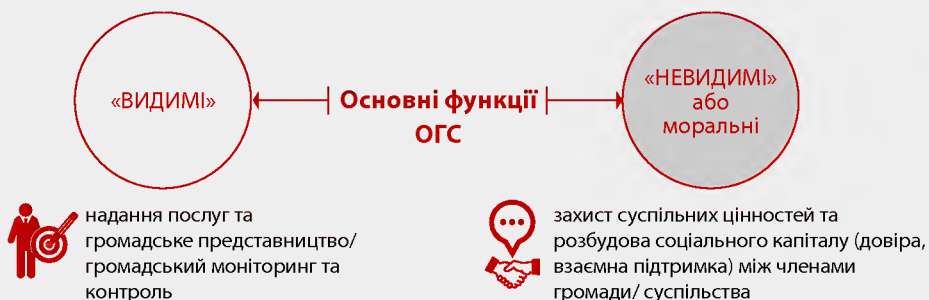 «ВИДИМІ»
Основні функції
ОГС
«НЕВИДИМІ»
або
моральні
надання послуг та
громадське представництво/
громадський моніторинг та
контроль
захист суспільних цінностей та
розбудова соціального капіталу (довіра,
взаємна підтримка) між членами
громади/ суспільства